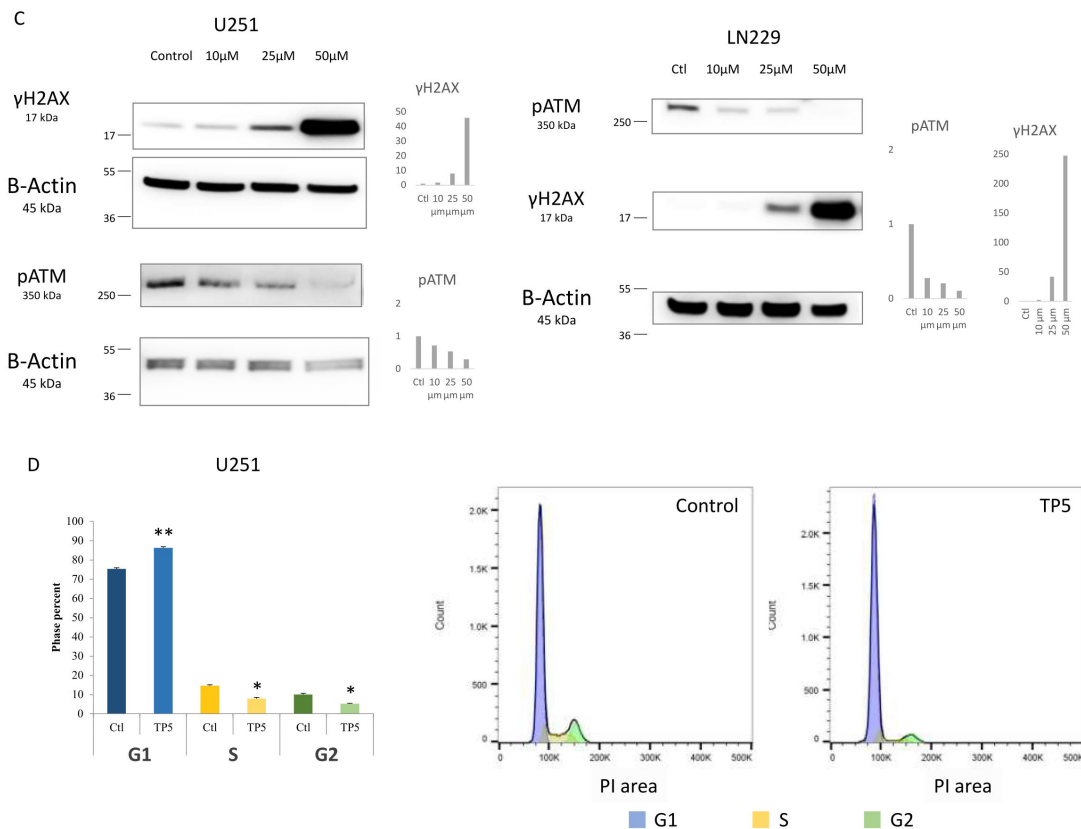 C
U251
Control 10μM 25μM 50μM
γH2AX
17 kDa
17
B-Actin
45 kDa
55
36
γH2AX
50
40
30
20
10
0
Ctl 10 25 50
μm μm μm
pATM
350 kDa
250
B-Actin
45 kDa
55
36
pATM
2
1
0
Ctl 10 25 50
μm μm μm
LN229
Ctl 10μM 25μM 50μM
pATM
350 kDa
250
γH2AX
17 kDa
17
B-Actin
45 kDa
55
36
pATM
2
1
0
Ctl 10 25 50
μm μm μm
γH2AX
250
200
150
100
50
0
Ctl
10 μm
25 μm
50 μm
D
U251
Phase percent
100
90
80
70
60
50
40
30
20
10
0
** * *
Ctl TP5 Ctl TP5 Ctl TP5
G1 S G2
Control
Count
2.0K
1.5K
1.0K
500
0
0 100K 200K 300K 400K 500K
PI area
TP5
Count
2.0K
1.5K
1.0K
500
0
0 100K 200K 300K 400K 500K
PI area
G1 S G2